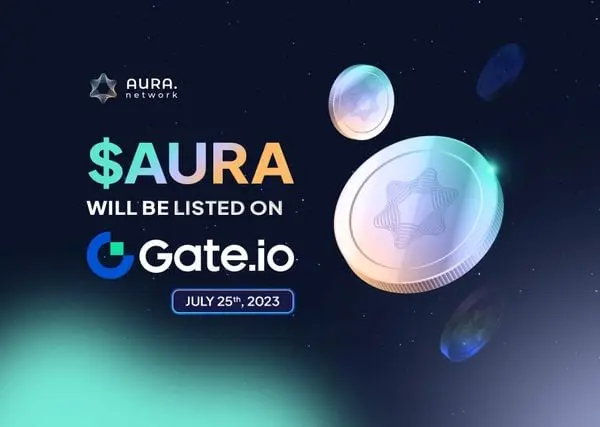 AURA.
network
$AURA
WILL BE LISTED ON
Gate.io
JULY 25th, 2023